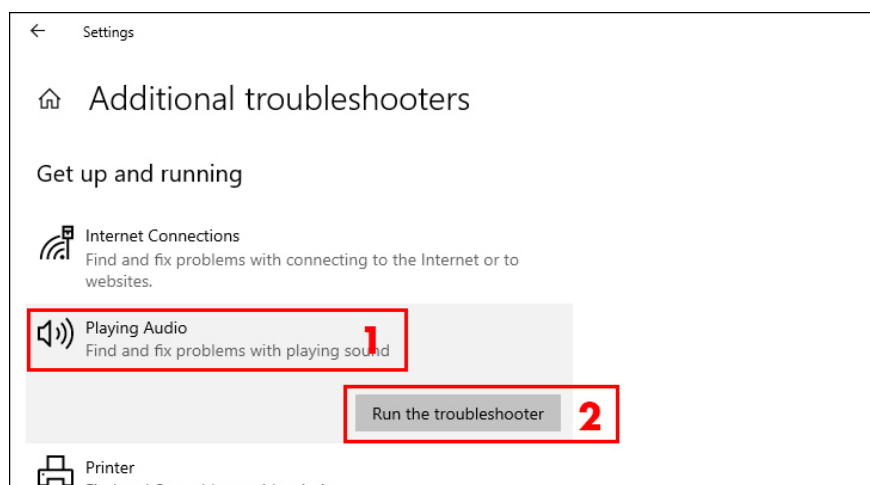 Settings
Additional troubleshooters
Get up and running
Internet Connections
Find and fix problems with connecting to the Internet or to
websites.
Playing Audio
Find and fix problems with playing sound
1
Run the troubleshooter
2
Printer